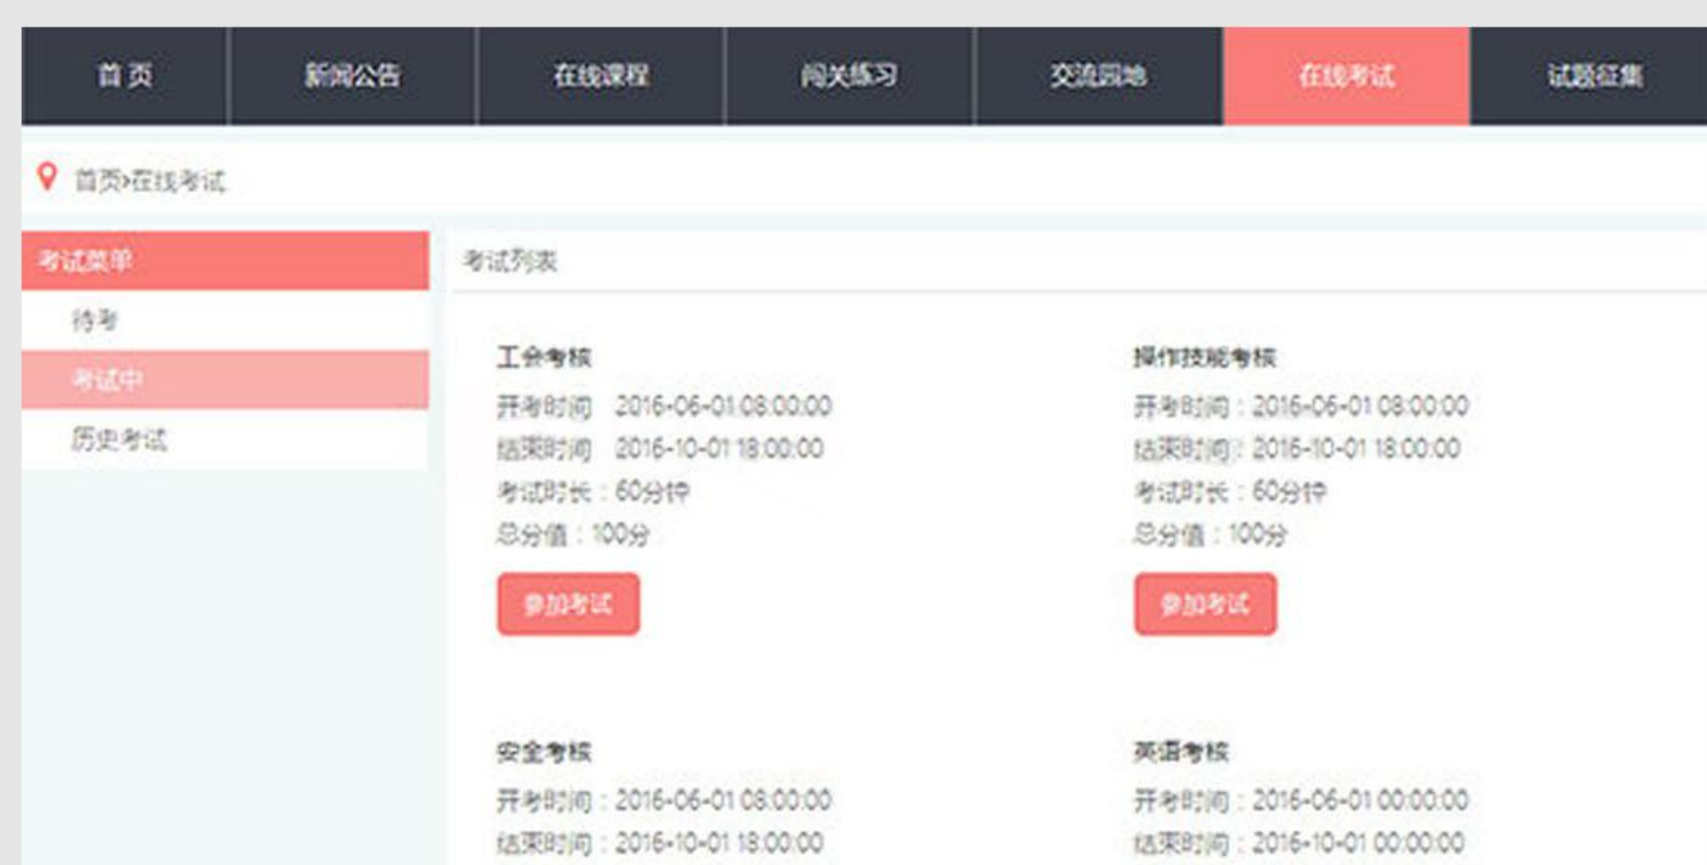 首页 新闻公告 在线课程 闯关练习 交流园地 在线考试 试题征集
首页›在线考试
考试菜单
待考
考试中
历史考试
考试列表
工会考核
开考时间 2016-06-01 08:00:00
结束时间 2016-10-01 18:00:00
考试时长：60分钟
总分值：100分
参加考试
操作技能考核
开考时间：2016-06-01 08:00:00
结束时间：2016-10-01 18:00:00
考试时长：60分钟
总分值：100分
参加考试
安全考核
开考时间：2016-06-01 08:00:00
结束时间：2016-10-01 18:00:00
英语考核
开考时间：2016-06-01 00:00:00
结束时间：2016-10-01 00:00:00